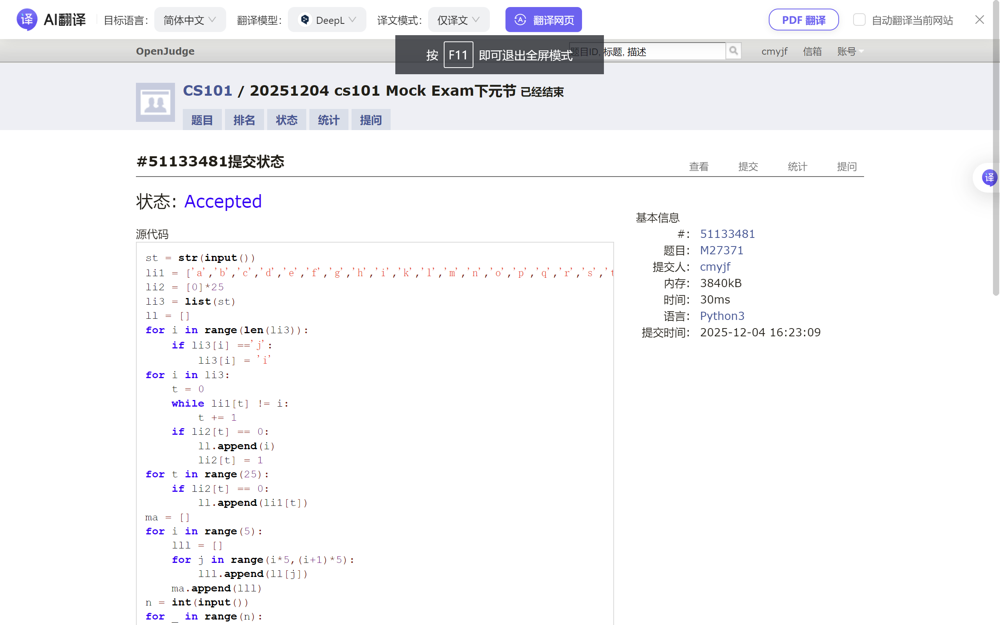 译 AI翻译 目标语言: 简体中文 翻译模型: DeepL 译文模式: 仅译文 翻译网页 PDF 翻译 自动翻译当前网站
OpenJudge 题目ID, 标题, 描述 cmyjf 信箱 账号
按 F11 即可退出全屏模式
CS101 / 20251204 cs101 Mock Exam下元节 已经结束
题目 排名 状态 统计 提问
#51133481提交状态 查看 提交 统计 提问
译
状态: Accepted
源代码
st = str(input())
li1 = ['a','b','c','d','e','f','g','h','i','k','l','m','n','o','p','q','r','s','t
li2 = [0]*25
li3 = list(st)
ll = []
for i in range(len(li3)):
    if li3[i] =='j':
        li3[i] = 'i'
for i in li3:
    t = 0
    while li1[t] != i:
        t += 1
    if li2[t] == 0:
        ll.append(i)
        li2[t] = 1
for t in range(25):
    if li2[t] == 0:
        ll.append(li1[t])
ma = []
for i in range(5):
    lll = []
    for j in range(i*5,(i+1)*5):
        lll.append(ll[j])
    ma.append(lll)
n = int(input())
for _ in range(n):
基本信息
#: 51133481
题目: M27371
提交人: cmyjf
内存: 3840kB
时间: 30ms
语言: Python3
提交时间: 2025-12-04 16:23:09